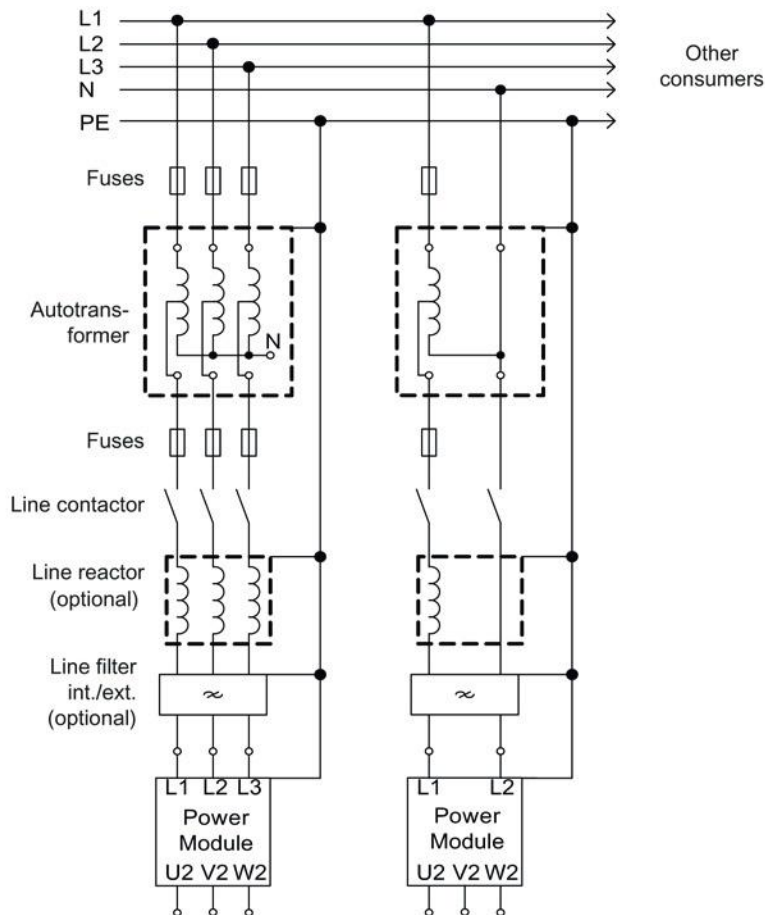 L1
L2
L3
N
PE
Other
consumers
Fuses
Autotrans-
former
N
Fuses
Line contactor
Line reactor
(optional)
Line filter
int./ext.
(optional)
≈
≈
L1 L2 L3
Power
Module
U2 V2 W2
L1 L2
Power
Module
U2 V2 W2